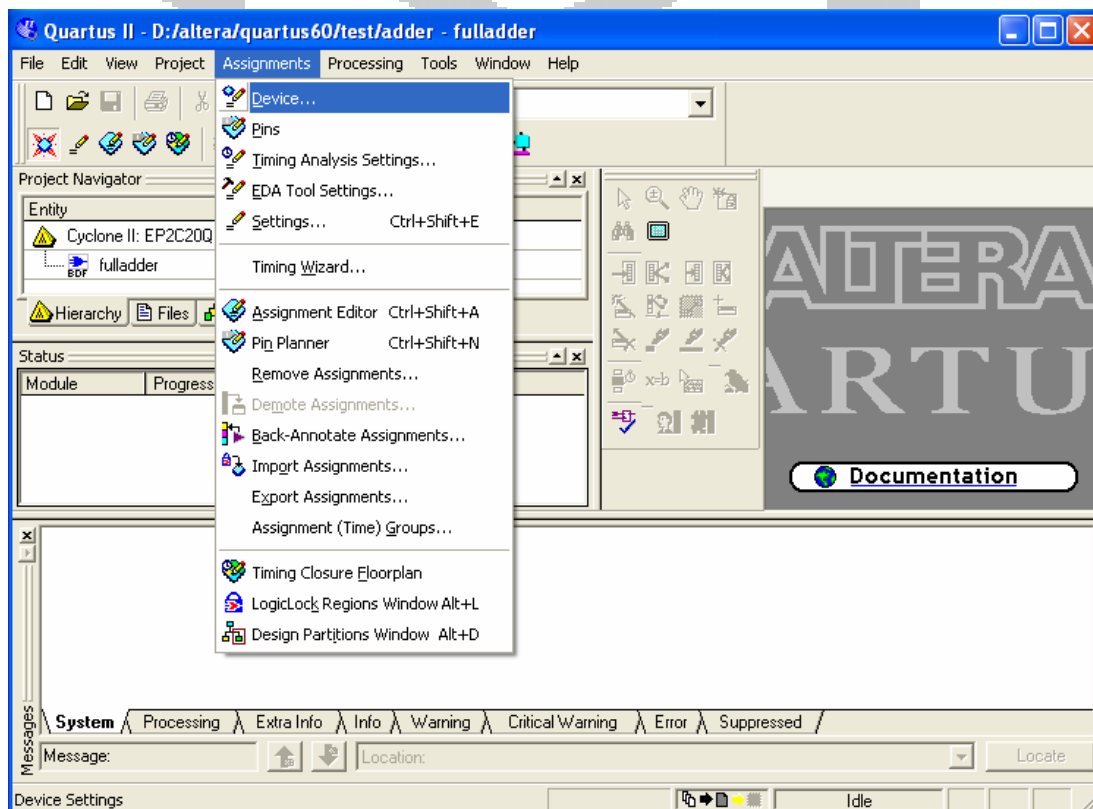 Quartus II - D:/altera/quartus60/test/adder - fulladder
File Edit View Project Assignments Processing Tools Window Help
Device...
Pins
Timing Analysis Settings...
EDA Tool Settings...
Settings... Ctrl+Shift+E
Timing Wizard...
Assignment Editor Ctrl+Shift+A
Pin Planner Ctrl+Shift+N
Remove Assignments...
Demote Assignments...
Back-Annotate Assignments...
Import Assignments...
Export Assignments...
Assignment (Time) Groups...
Timing Closure Floorplan
LogicLock Regions Window Alt+L
Design Partitions Window Alt+D
Project Navigator
Entity
Cyclone II: EP2C20Q
BDF fulladder
Hierarchy Files
Status
Module Progress
x=b
ALTERA
ARTU
Documentation
Messages
System Processing Extra Info Info Warning Critical Warning Error Suppressed
Message: Location: Locate
Device Settings Idle